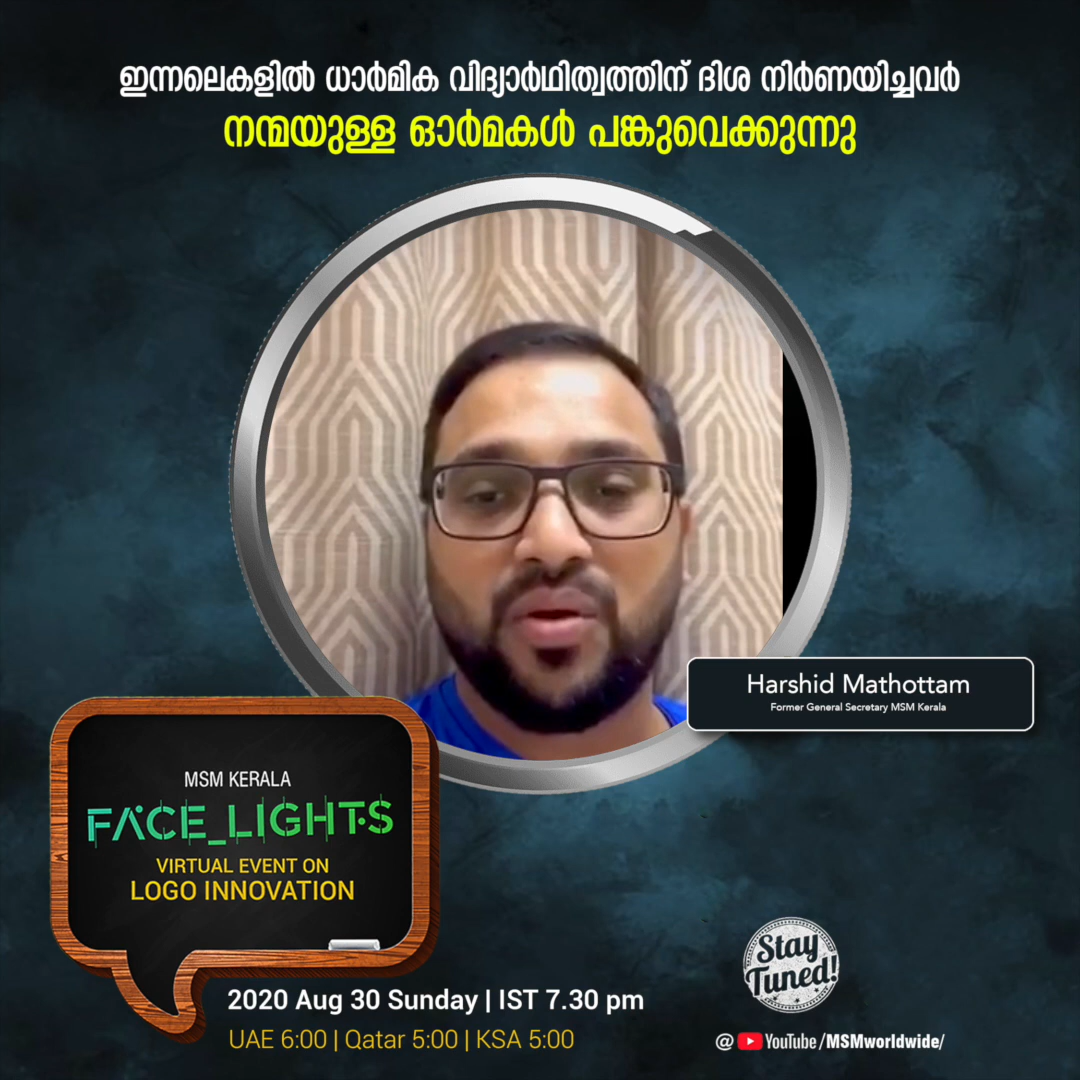 ഇന്നലെകളിൽ ധാർമിക വിദ്യാർഥിത്വത്തിന് ദിശ നിർണയിച്ചവർ
നന്മയുള്ള ഓർമകൾ പങ്കുവെക്കുന്നു
Harshid Mathottam
Former General Secretary MSM Kerala
MSM KERALA
FACE_LIGHTS
VIRTUAL EVENT ON
LOGO INNOVATION
2020 Aug 30 Sunday | IST 7.30 pm
UAE 6:00 | Qatar 5:00 | KSA 5:00
Stay
Tuned!
@ YouTube /MSMworldwide/